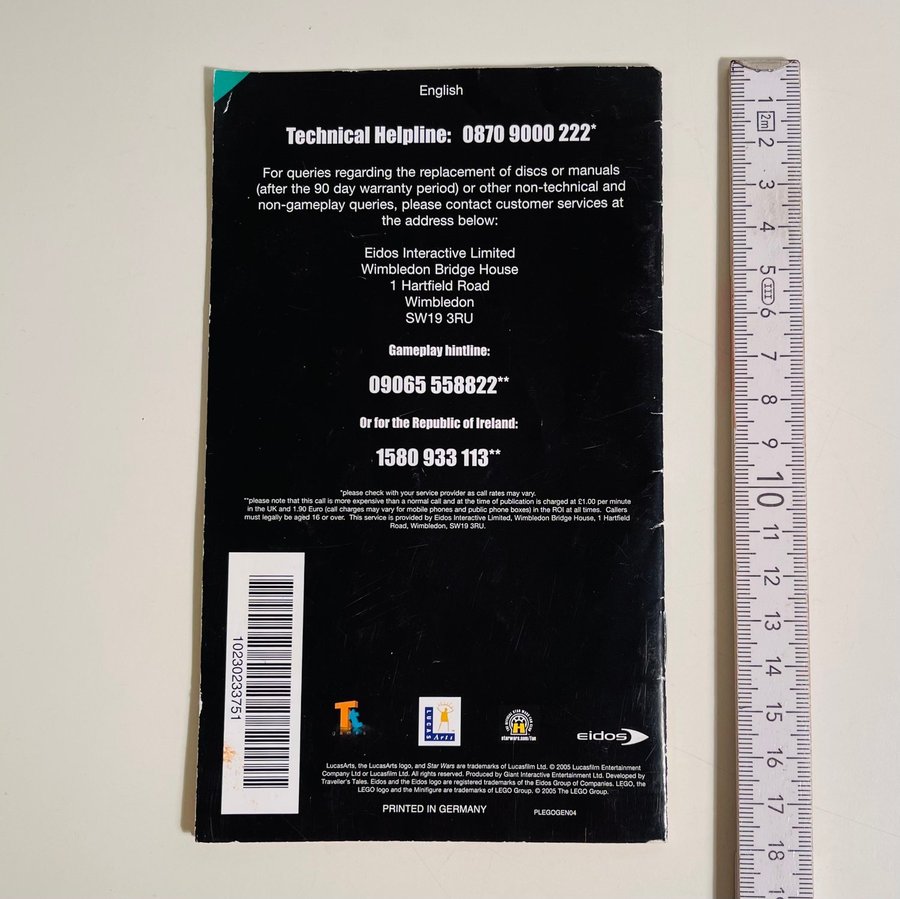 English
Technical Helpline: 0870 9000 222*
For queries regarding the replacement of discs or manuals
(after the 90 day warranty period) or other non-technical and
non-gameplay queries, please contact customer services at
the address below:
Eidos Interactive Limited
Wimbledon Bridge House
1 Hartfield Road
Wimbledon
SW19 3RU
Gameplay hintline:
09065 558822**
Or for the Republic of Ireland:
1580 933 113**
*please check with your service provider as call rates may vary.
**please note that this call is more expensive than a normal call and at the time of publication is charged at £1.00 per minute
in the UK and 1.90 Euro (call charges may vary for mobile phones and public phone boxes) in the ROI at all times. Callers
must legally be aged 16 or over. This service is provided by Eidos Interactive Limited, Wimbledon Bridge House, 1 Hartfield
Road, Wimbledon, SW19 3RU.
10230233751
LUCAS
Arts
starwars.com/fan
eidos
LucasArts, the LucasArts logo, and Star Wars are trademarks of Lucasfilm Ltd. © 2005 Lucasfilm Entertainment
Company Ltd or Lucasfilm Ltd. All rights reserved. Produced by Giant Interactive Entertainment Ltd. Developed by
Traveller's Tales. Eidos and the Eidos logo are registered trademarks of the Eidos Group of Companies. LEGO, the
LEGO logo and the Minifigure are trademarks of LEGO Group. © 2005 The LEGO Group.
PRINTED IN GERMANY
PLEGOGEN04
1
2m
2
3
4
5
III
6
7
8
9
10
11
12
13
14
15
16
17
18